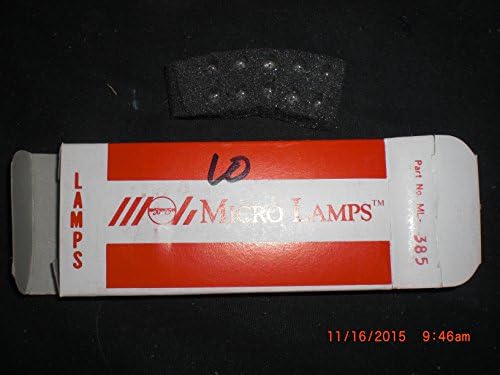 LAMPS
10
MICRO LAMPS™
Part No. ML-
385
11/16/2015 9:46am